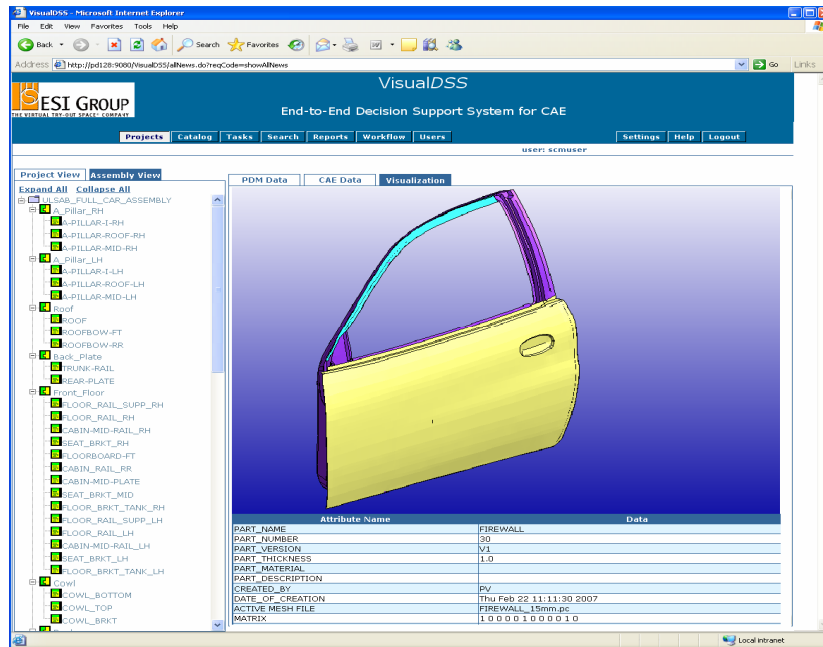 VisualDSS - Microsoft Internet Explorer
File Edit View Favorites Tools Help
Back Search Favorites
Address http://pd128:9080/VisualDSS/allNews.do?reqCode=showAllNews Go Links
ESI GROUP
THE VIRTUAL TRY-OUT SPACE® COMPANY
VisualDSS
End-to-End Decision Support System for CAE
Projects Catalog Tasks Search Reports Workflow Users Settings Help Logout
user: scmuser
Project View Assembly View
Expand All Collapse All
ULSAB_FULL_CAR_ASSEMBLY
A_Pillar_RH
A-PILLAR-I-RH
A-PILLAR-ROOF-RH
A-PILLAR-MID-RH
A_Pillar_LH
A-PILLAR-I-LH
A-PILLAR-ROOF-LH
A-PILLAR-MID-LH
Roof
ROOF
ROOFBOW-FT
ROOFBOW-RR
Back_Plate
TRUNK-RAIL
REAR-PLATE
Front_Floor
FLOOR_RAIL_SUPP_RH
FLOOR_RAIL_RH
CABIN-MID-RAIL_RH
SEAT_BRKT_RH
FLOORBOARD-FT
CABIN_RAIL_RR
CABIN-MID-PLATE
SEAT_BRKT_MID
FLOOR_BRKT_TANK_RH
FLOOR_RAIL_SUPP_LH
FLOOR_RAIL_LH
CABIN-MID-RAIL_LH
SEAT_BRKT_LH
FLOOR_BRKT_TANK_LH
Cowl
COWL_BOTTOM
COWL_TOP
COWL_BRKT
PDM Data CAE Data Visualization
Attribute Name Data
PART_NAME FIREWALL
PART_NUMBER 30
PART_VERSION V1
PART_THICKNESS 1.0
PART_MATERIAL
PART_DESCRIPTION
CREATED_BY PV
DATE_OF_CREATION Thu Feb 22 11:11:30 2007
ACTIVE MESH FILE FIREWALL_15mm.pc
MATRIX 1 0 0 0 0 1 0 0 0 0 1 0
Local intranet